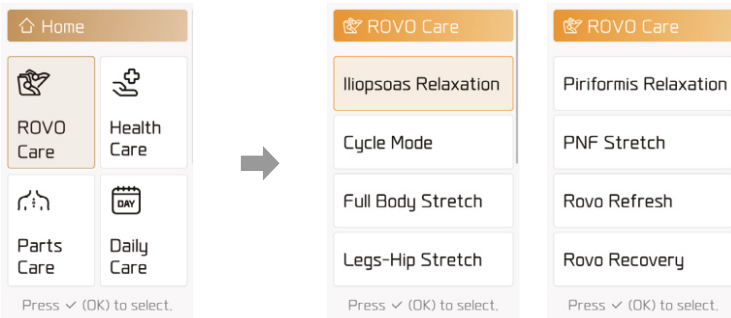 Home
ROVO
Care
Health
Care
DAY
Parts
Care
Daily
Care
Press ✓ (OK) to select.
ROVO Care
Iliopsoas Relaxation
Cycle Mode
Full Body Stretch
Legs-Hip Stretch
Press ✓ (OK) to select.
ROVO Care
Piriformis Relaxation
PNF Stretch
Rovo Refresh
Rovo Recovery
Press ✓ (OK) to select.